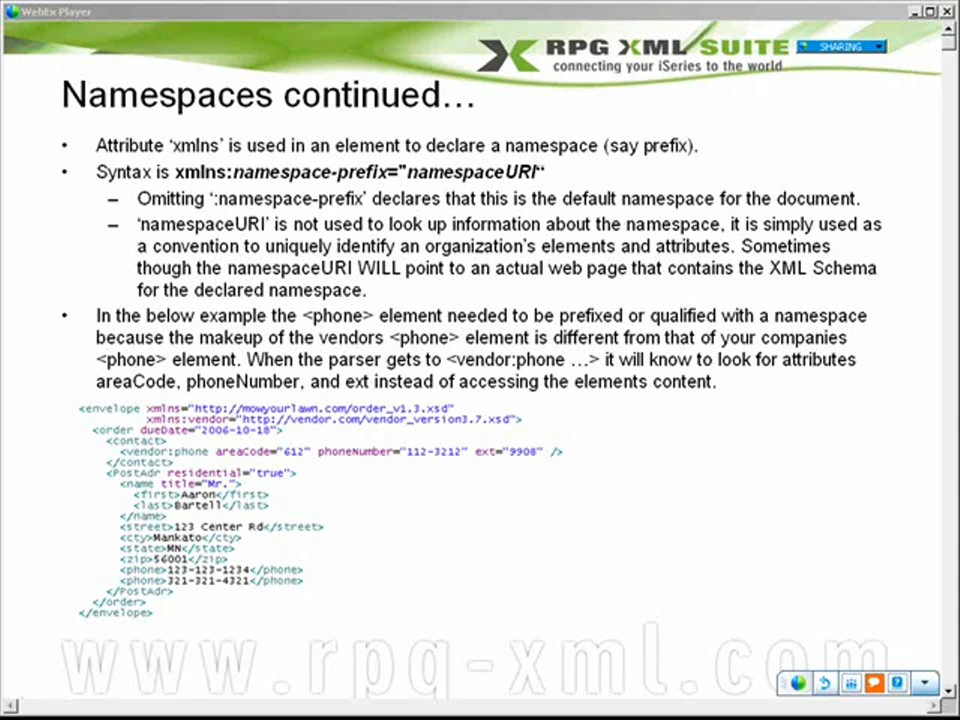 WebEx Player
RPG XML SUITE
SHARING
connecting your iSeries to the world.
Namespaces continued…
• Attribute ‘xmlns’ is used in an element to declare a namespace (say prefix).
• Syntax is xmlns:namespace-prefix="namespaceURI“
– Omitting ‘:namespace-prefix’ declares that this is the default namespace for the document.
– ‘namespaceURI’ is not used to look up information about the namespace, it is simply used as
a convention to uniquely identify an organization’s elements and attributes. Sometimes
though the namespaceURI WILL point to an actual web page that contains the XML Schema
for the declared namespace.
• In the below example the <phone> element needed to be prefixed or qualified with a namespace
because the makeup of the vendors <phone> element is different from that of your companies
<phone> element. When the parser gets to <vendor:phone …> it will know to look for attributes
areaCode, phoneNumber, and ext instead of accessing the elements content.
<envelope xmlns="http://mowyourlawn.com/order_v1.3.xsd"
xmlns:vendor="http://vendor.com/vendor_version3.7.xsd">
<order dueDate="2006-10-18">
<contact>
<vendor:phone areaCode="612" phoneNumber="112-3212" ext="9908" />
</contact>
<PostAdr residential="true">
<name title="Mr.">
<first>Aaron</first>
<last>Bartell</last>
</name>
<street>123 Center Rd</street>
<cty>Mankato</cty>
<state>MN</state>
<zip>56001</zip>
<phone>123-123-1234</phone>
<phone>321-321-4321</phone>
</PostAdr>
</order>
</envelope>
www.rpg-xml.com